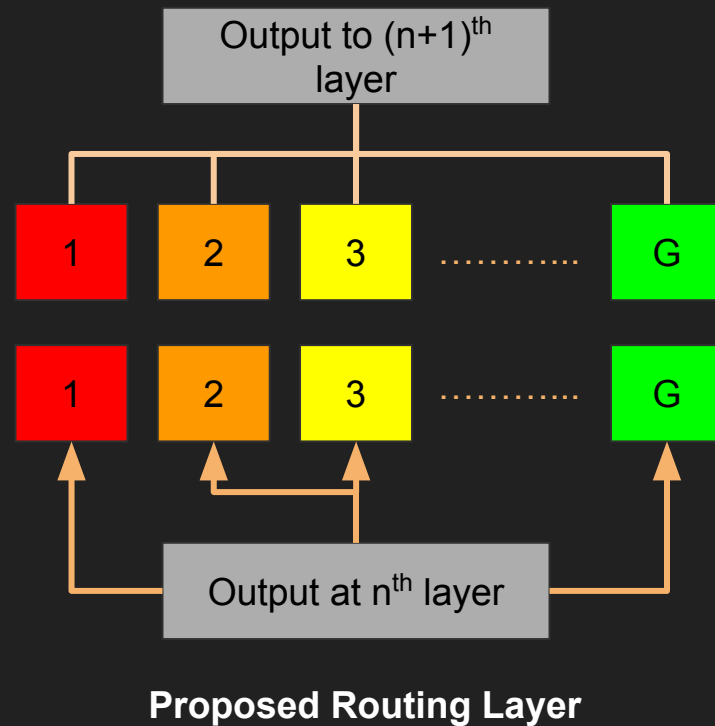 Output to (n+1)th
layer
1 2 3 ............ G
1 2 3 ............ G
Output at nth layer
Proposed Routing Layer